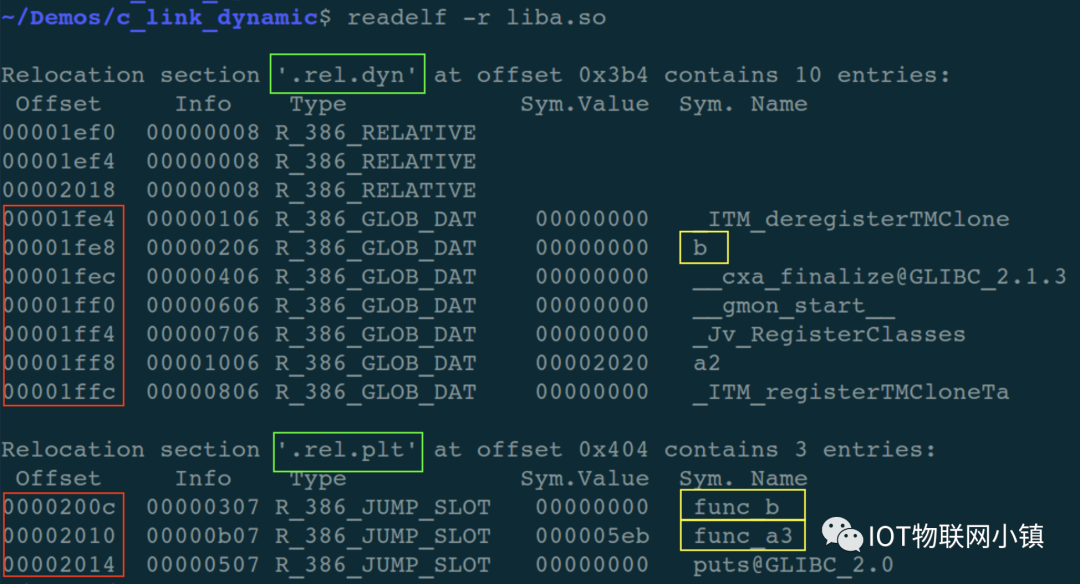 ~/Demos/c_link_dynamic$ readelf -r liba.so
Relocation section '.rel.dyn' at offset 0x3b4 contains 10 entries:
Offset Info Type Sym.Value Sym. Name
00001ef0 00000008 R_386_RELATIVE
00001ef4 00000008 R_386_RELATIVE
00002018 00000008 R_386_RELATIVE
00001fe4 00000106 R_386_GLOB_DAT 00000000 _ITM_deregisterTMClone
00001fe8 00000206 R_386_GLOB_DAT 00000000 b
00001fec 00000406 R_386_GLOB_DAT 00000000 __cxa_finalize@GLIBC_2.1.3
00001ff0 00000606 R_386_GLOB_DAT 00000000 __gmon_start__
00001ff4 00000706 R_386_GLOB_DAT 00000000 _Jv_RegisterClasses
00001ff8 00001006 R_386_GLOB_DAT 00002020 a2
00001ffc 00000806 R_386_GLOB_DAT 00000000 _ITM_registerTMCloneTa
Relocation section '.rel.plt' at offset 0x404 contains 3 entries:
Offset Info Type Sym.Value Sym. Name
0000200c 00000307 R_386_JUMP_SLOT 00000000 func_b
00002010 00000b07 R_386_JUMP_SLOT 000005eb func_a3
00002014 00000507 R_386_JUMP_SLOT 00000000 puts@GLIBC_2.0
IOT物联网小镇